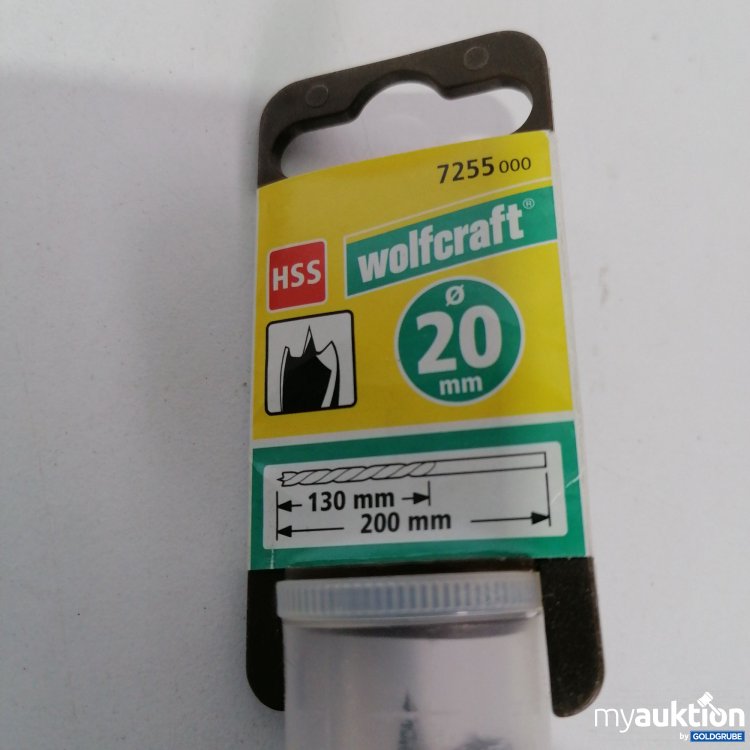 7255 000
HSS
wolfcraft®
Ø
20
mm
130 mm
200 mm
myauktion
by GOLDGRUBE